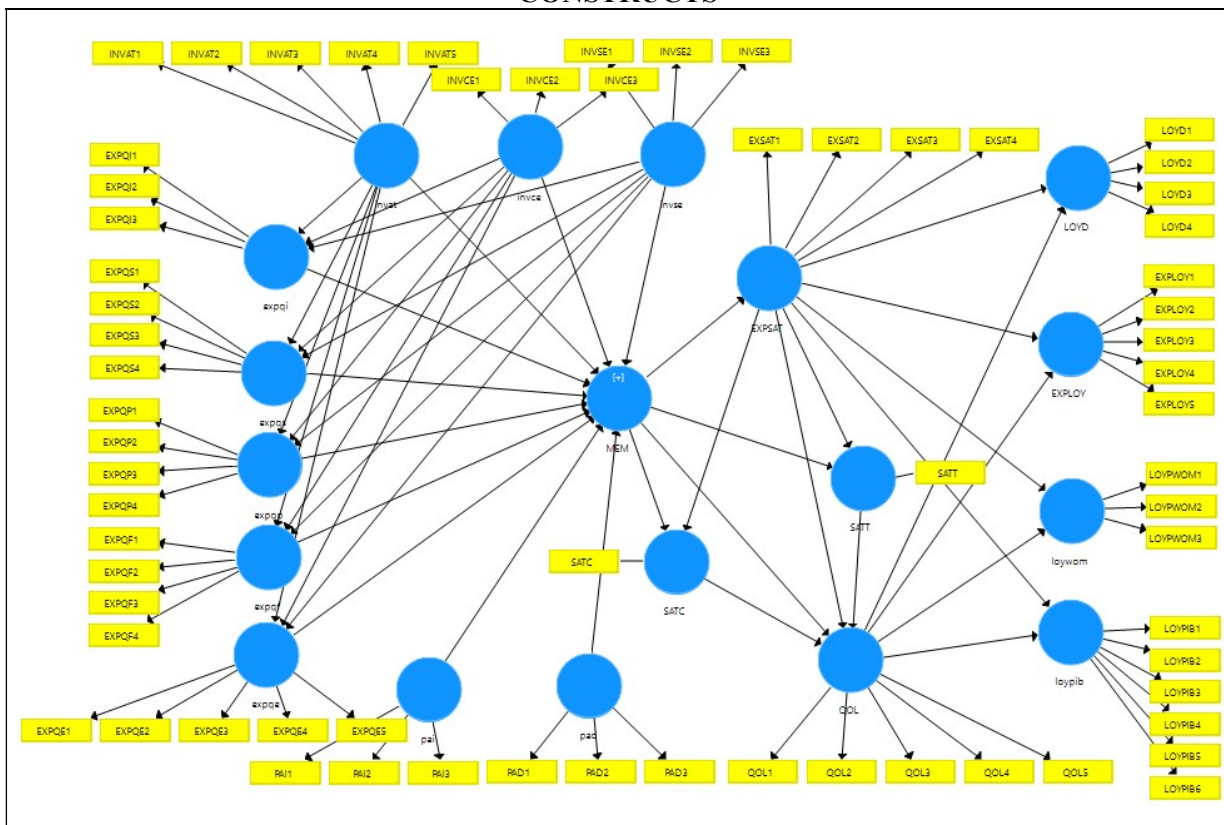 CONSTRUCTS
INVAT1
INVAT2
INVAT3
INVAT4
INVAT5
INVSE1
INVSE2
INVSE3
INVCE1
INVCE2
INVCE3
EXPQI1
EXPQI2
EXPQI3
invat
invce
invse
EXSAT1
EXSAT2
EXSAT3
EXSAT4
LOYD1
LOYD2
LOYD3
LOYD4
LOYD
expqi
EXPQS1
EXPQS2
EXPQS3
EXPQS4
expqs
EXPSAT
EXPLOY1
EXPLOY2
EXPLOY3
EXPLOY4
EXPLOY5
EXPLOY
[+]
MEM
EXPQP1
EXPQP2
EXPQP3
EXPQP4
expqp
SATT
SATT
LOYPWOM1
LOYPWOM2
LOYPWOM3
loywom
EXPQF1
EXPQF2
EXPQF3
EXPQF4
expqf
SATC
SATC
LOYPIB1
LOYPIB2
LOYPIB3
LOYPIB4
LOYPIB5
LOYPIB6
loypib
expqe
pai
pad
QOL
EXPQE1
EXPQE2
EXPQE3
EXPQE4
EXPQE5
PAI1
PAI2
PAI3
PAD1
PAD2
PAD3
QOL1
QOL2
QOL3
QOL4
QOL5